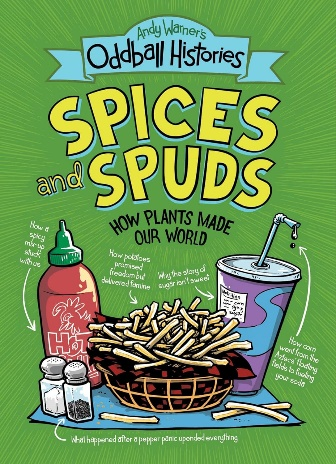 Andy Warner's
Oddball Histories
SPICES
and SPUDS
HOW PLANTS MADE
OUR WORLD
How a
spicy
mix-up
stuck
with us
How potatoes
promised
freedom but
delivered famine
Why the story of
sugar isn't sweet
How corn
went from the
Aztecs' floating
fields to fueling
your soda
What happened after a pepper panic upended everything